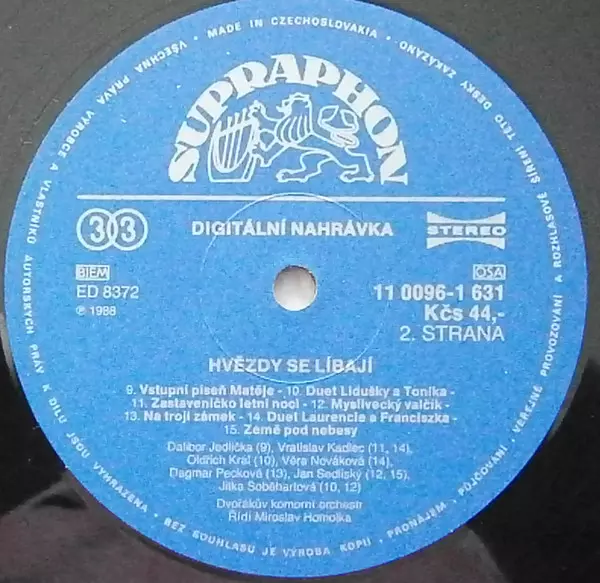 VŠECHNA PRÁVA VÝROBCE A VLASTNÍKŮ AUTORSKÝCH PRÁV K DÍLU JSOU VYHRAZENA • BEZ SOUHLASU JE VÝROBA KOPIÍ • PRONÁJEM • PŮJČOVÁNÍ • VEŘEJNÉ PROVOZOVÁNÍ A ROZHLASOVÉ ŠÍŘENÍ TÉTO DESKY ZAKÁZÁNO • MADE IN CZECHOSLOVAKIA •
SUPRAPHON
33 DIGITÁLNÍ NAHRÁVKA STEREO
BIEM OSA
ED 8372 11 0096-1 631
℗ 1988 Kčs 44,-
2. STRANA
HVĚZDY SE LÍBAJÍ
9. Vstupní píseň Matěje - 10. Duet Lidušky a Toníka -
11. Zastaveníčko letní noci - 12. Myslivecký valčík -
13. Na trojí zámek - 14. Duet Laurencie a Franciszka -
15. Země pod nebesy
Dalibor Jedlička (9), Vratislav Kadlec (11, 14),
Oldřich Král (10), Věra Nováková (14),
Dagmar Pecková (13), Jan Sedliský (12, 15),
Jitka Soběhartová (10, 12)
Dvořákův komorní orchestr
Řídí Miroslav Homolka